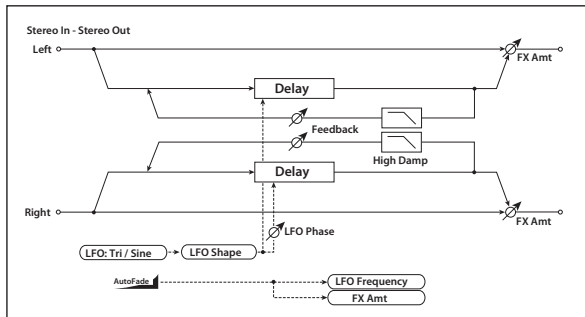 Stereo In - Stereo Out
Left
FX Amt
Delay
Feedback
High Damp
Delay
Right
LFO Phase
FX Amt
LFO: Tri / Sine
LFO Shape
AutoFade
LFO Frequency
FX Amt